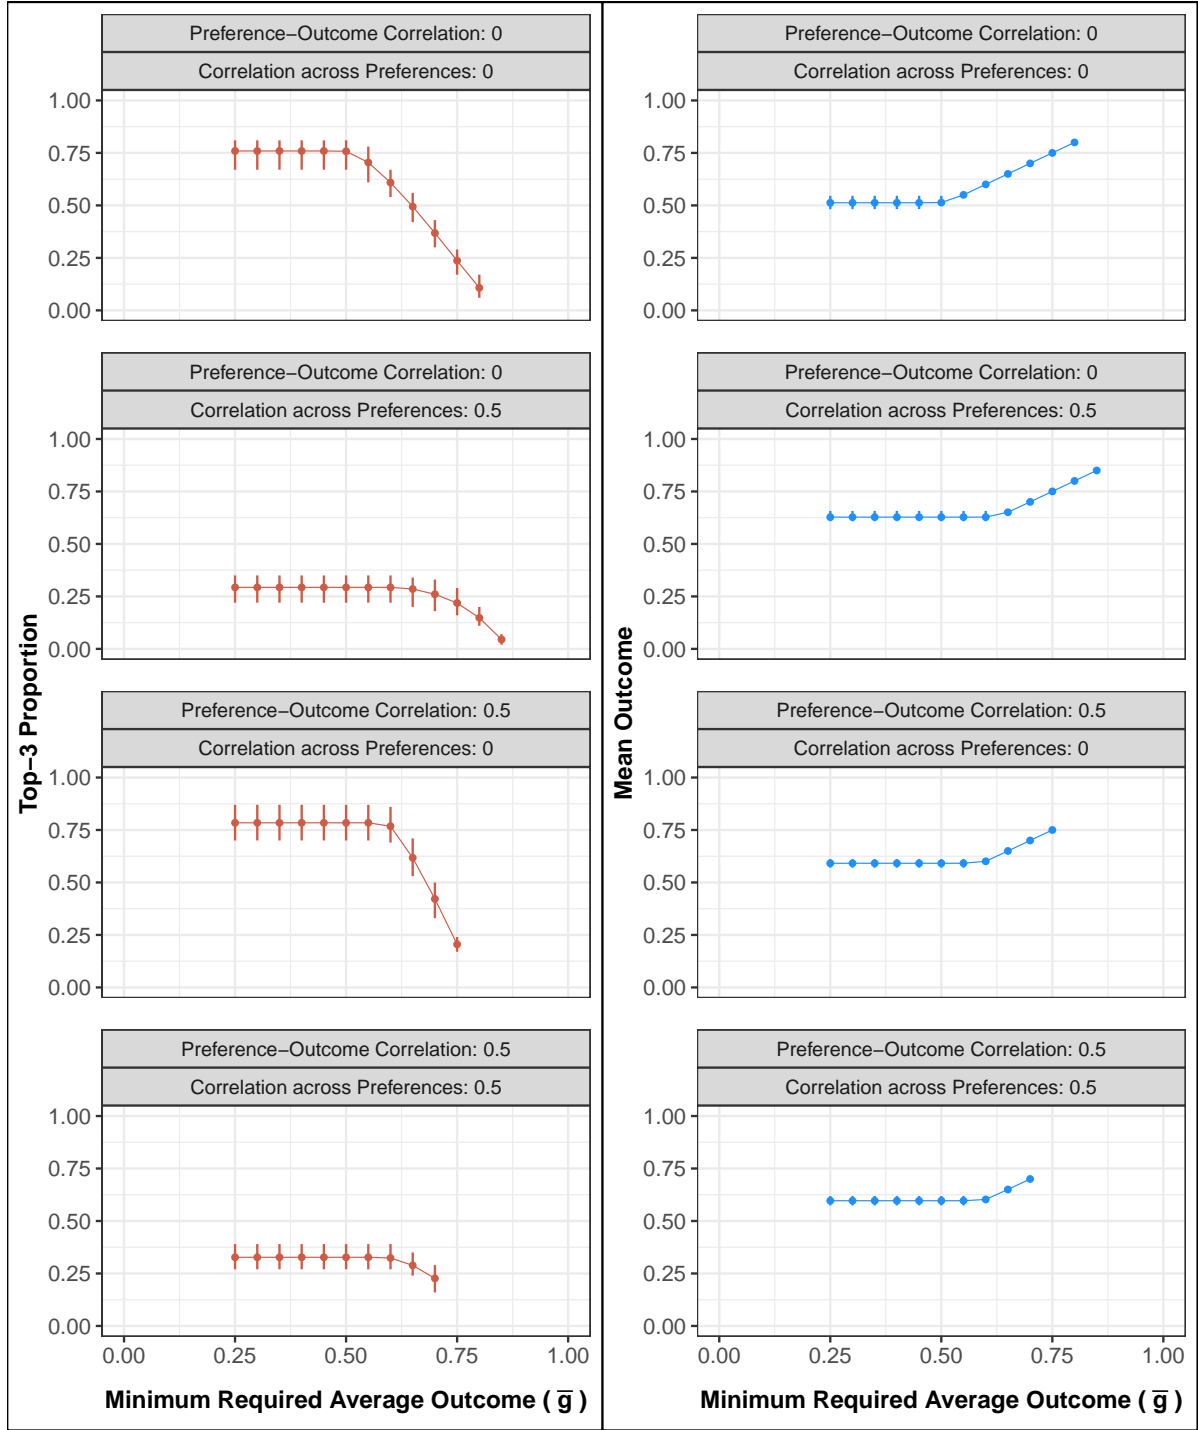 Top−3 Proportion
Preference−Outcome Correlation: 0
Correlation across Preferences: 0
1.00
0.75
0.50
0.25
0.00
Preference−Outcome Correlation: 0
Correlation across Preferences: 0.5
1.00
0.75
0.50
0.25
0.00
Preference−Outcome Correlation: 0.5
Correlation across Preferences: 0
1.00
0.75
0.50
0.25
0.00
Preference−Outcome Correlation: 0.5
Correlation across Preferences: 0.5
1.00
0.75
0.50
0.25
0.00
0.00 0.25 0.50 0.75 1.00
Minimum Required Average Outcome ( g̅ )
Mean Outcome
Preference−Outcome Correlation: 0
Correlation across Preferences: 0
1.00
0.75
0.50
0.25
0.00
Preference−Outcome Correlation: 0
Correlation across Preferences: 0.5
1.00
0.75
0.50
0.25
0.00
Preference−Outcome Correlation: 0.5
Correlation across Preferences: 0
1.00
0.75
0.50
0.25
0.00
Preference−Outcome Correlation: 0.5
Correlation across Preferences: 0.5
1.00
0.75
0.50
0.25
0.00
0.00 0.25 0.50 0.75 1.00
Minimum Required Average Outcome ( g̅ )